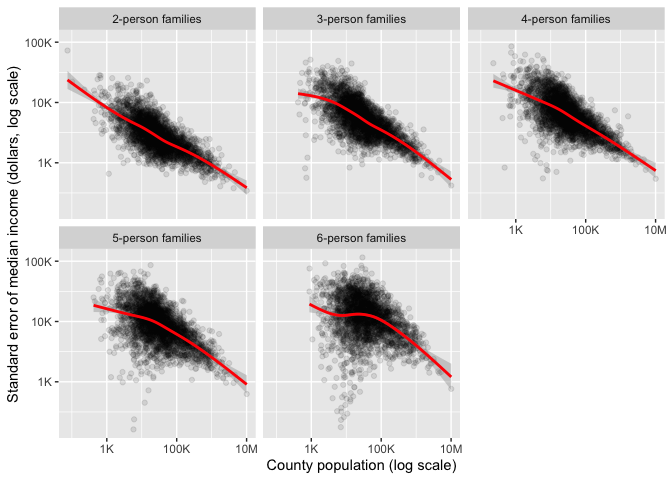 2-person families
3-person families
4-person families
100K
10K
1K
1K
100K
10M
5-person families
6-person families
100K
10K
1K
1K
100K
10M
1K
100K
10M
County population (log scale)
Standard error of median income (dollars, log scale)